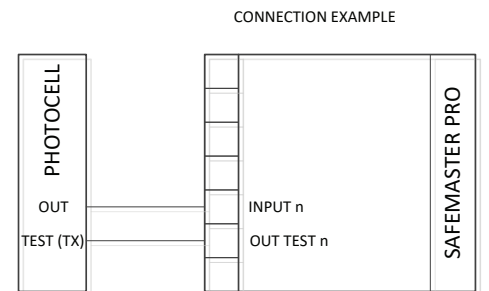 CONNECTION EXAMPLE
PHOTOCELL
OUT
TEST (TX)
INPUT n
OUT TEST n
SAFEMASTER PRO